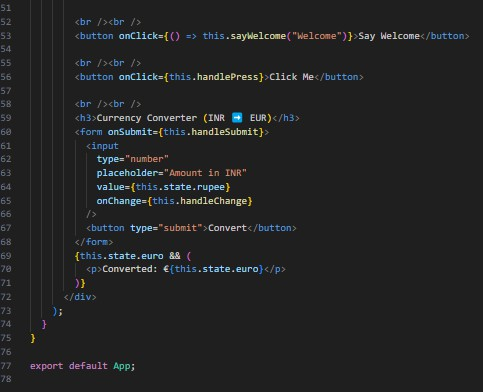 51
52 <br /><br />
53 <button onClick={() => this.sayWelcome("Welcome")}>Say Welcome</button>
54
55 <br /><br />
56 <button onClick={this.handlePress}>Click Me</button>
57
58 <br /><br />
59 <h3>Currency Converter (INR ➡️ EUR)</h3>
60 <form onSubmit={this.handleSubmit}>
61 <input
62 type="number"
63 placeholder="Amount in INR"
64 value={this.state.rupee}
65 onChange={this.handleChange}
66 />
67 <button type="submit">Convert</button>
68 </form>
69 {this.state.euro && (
70 <p>Converted: €{this.state.euro}</p>
71 )}
72 </div>
73 );
74 }
75 }
76
77 export default App;
78